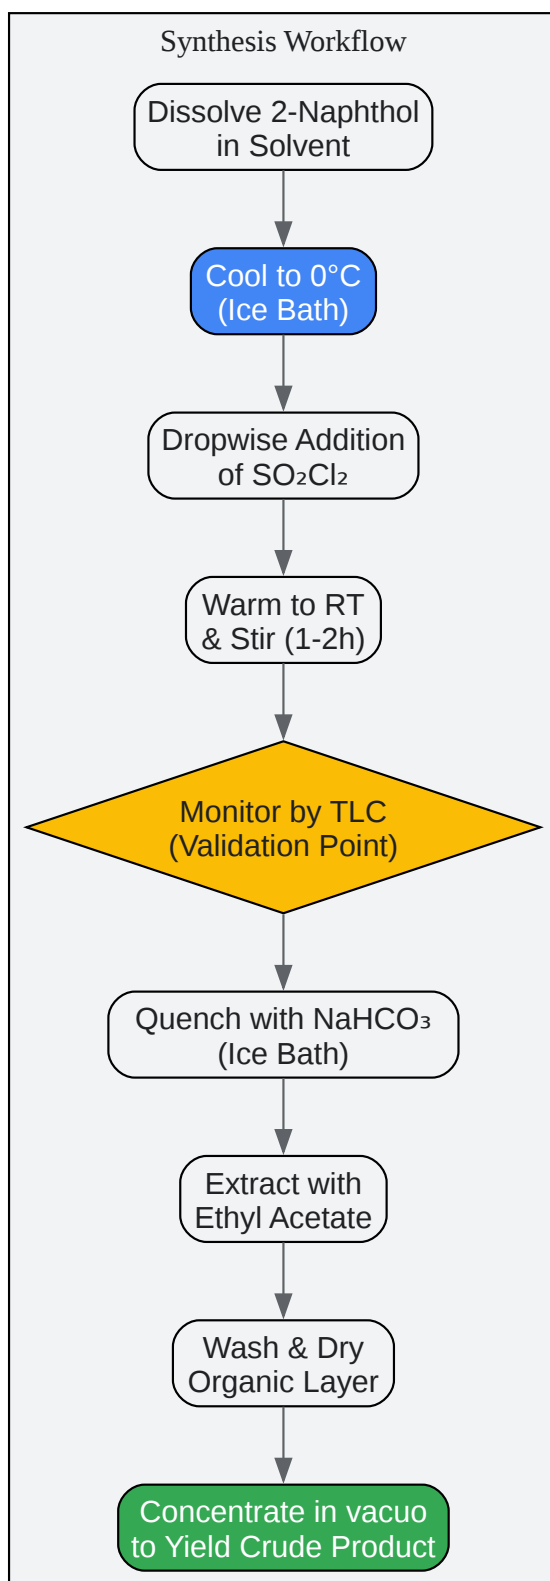 Synthesis Workflow
Dissolve 2-Naphthol
in Solvent
Cool to 0°C
(Ice Bath)
Dropwise Addition
of SO₂Cl₂
Warm to RT
& Stir (1-2h)
Monitor by TLC
(Validation Point)
Quench with NaHCO₃
(Ice Bath)
Extract with
Ethyl Acetate
Wash & Dry
Organic Layer
Concentrate in vacuo
to Yield Crude Product